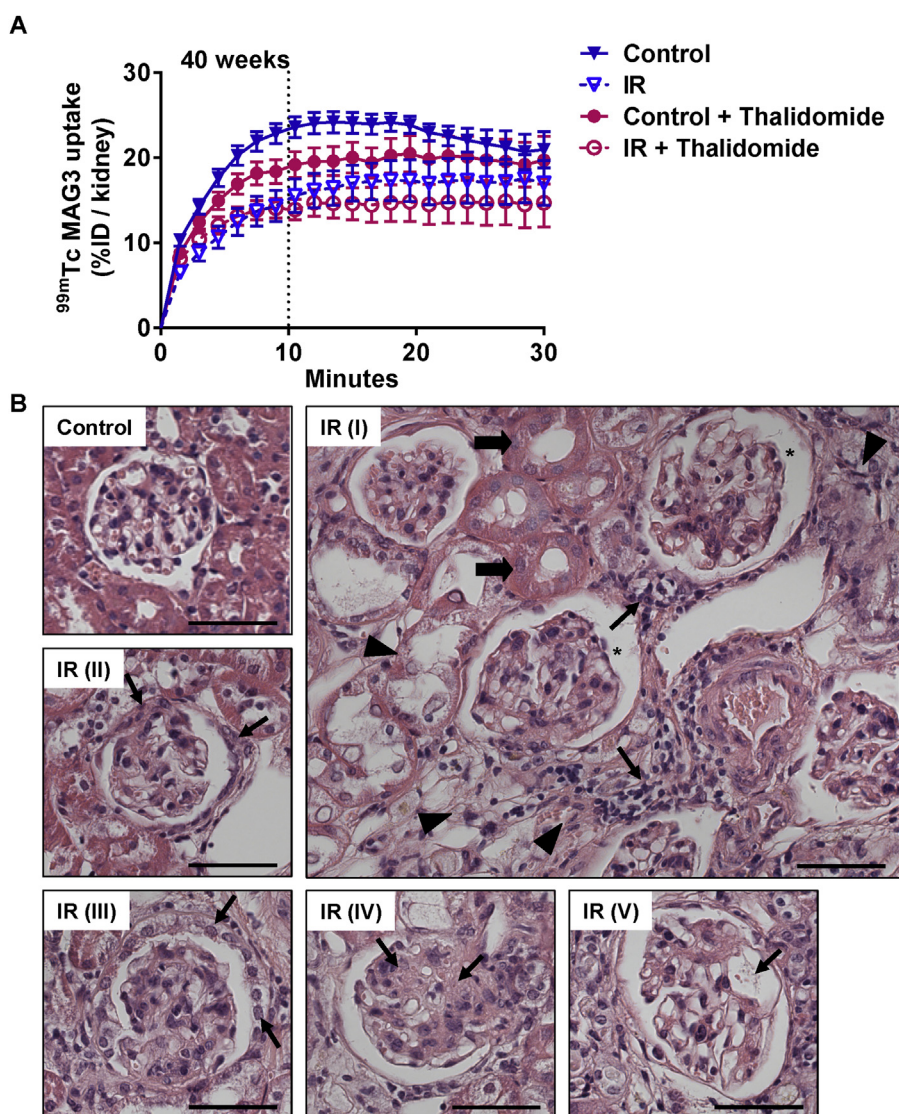 A
40 weeks
30
20
10
0
99mTc MAG3 uptake
(%ID / kidney)
0
10
20
30
Minutes
Control
IR
Control + Thalidomide
IR + Thalidomide
B
Control
IR (I)
*
*
IR (II)
IR (III)
IR (IV)
IR (V)